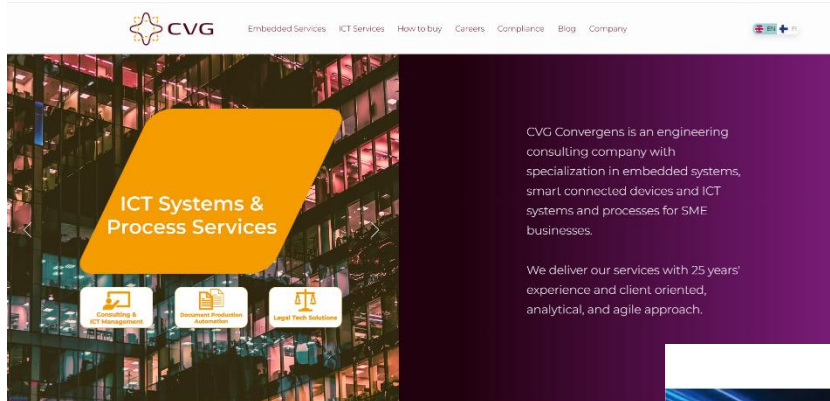 CVG
Embedded Services ICT Services How to buy Careers Compliance Blog Company
EN
FI
ICT Systems &
Process Services
Consulting &
ICT Management
Document Production
Automation
Legal Tech Solutions
CVG Convergens is an engineering
consulting company with
specialization in embedded systems,
smart connected devices and ICT
systems and processes for SME
businesses.
We deliver our services with 25 years'
experience and client oriented,
analytical, and agile approach.